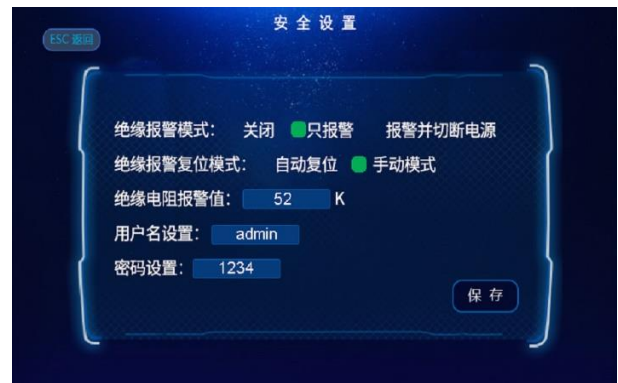 安全设置
ESC 返回
绝缘报警模式： 关闭 只报警 报警并切断电源
绝缘报警复位模式： 自动复位 手动模式
绝缘电阻报警值： 52 K
用户名设置： admin
密码设置： 1234
保存